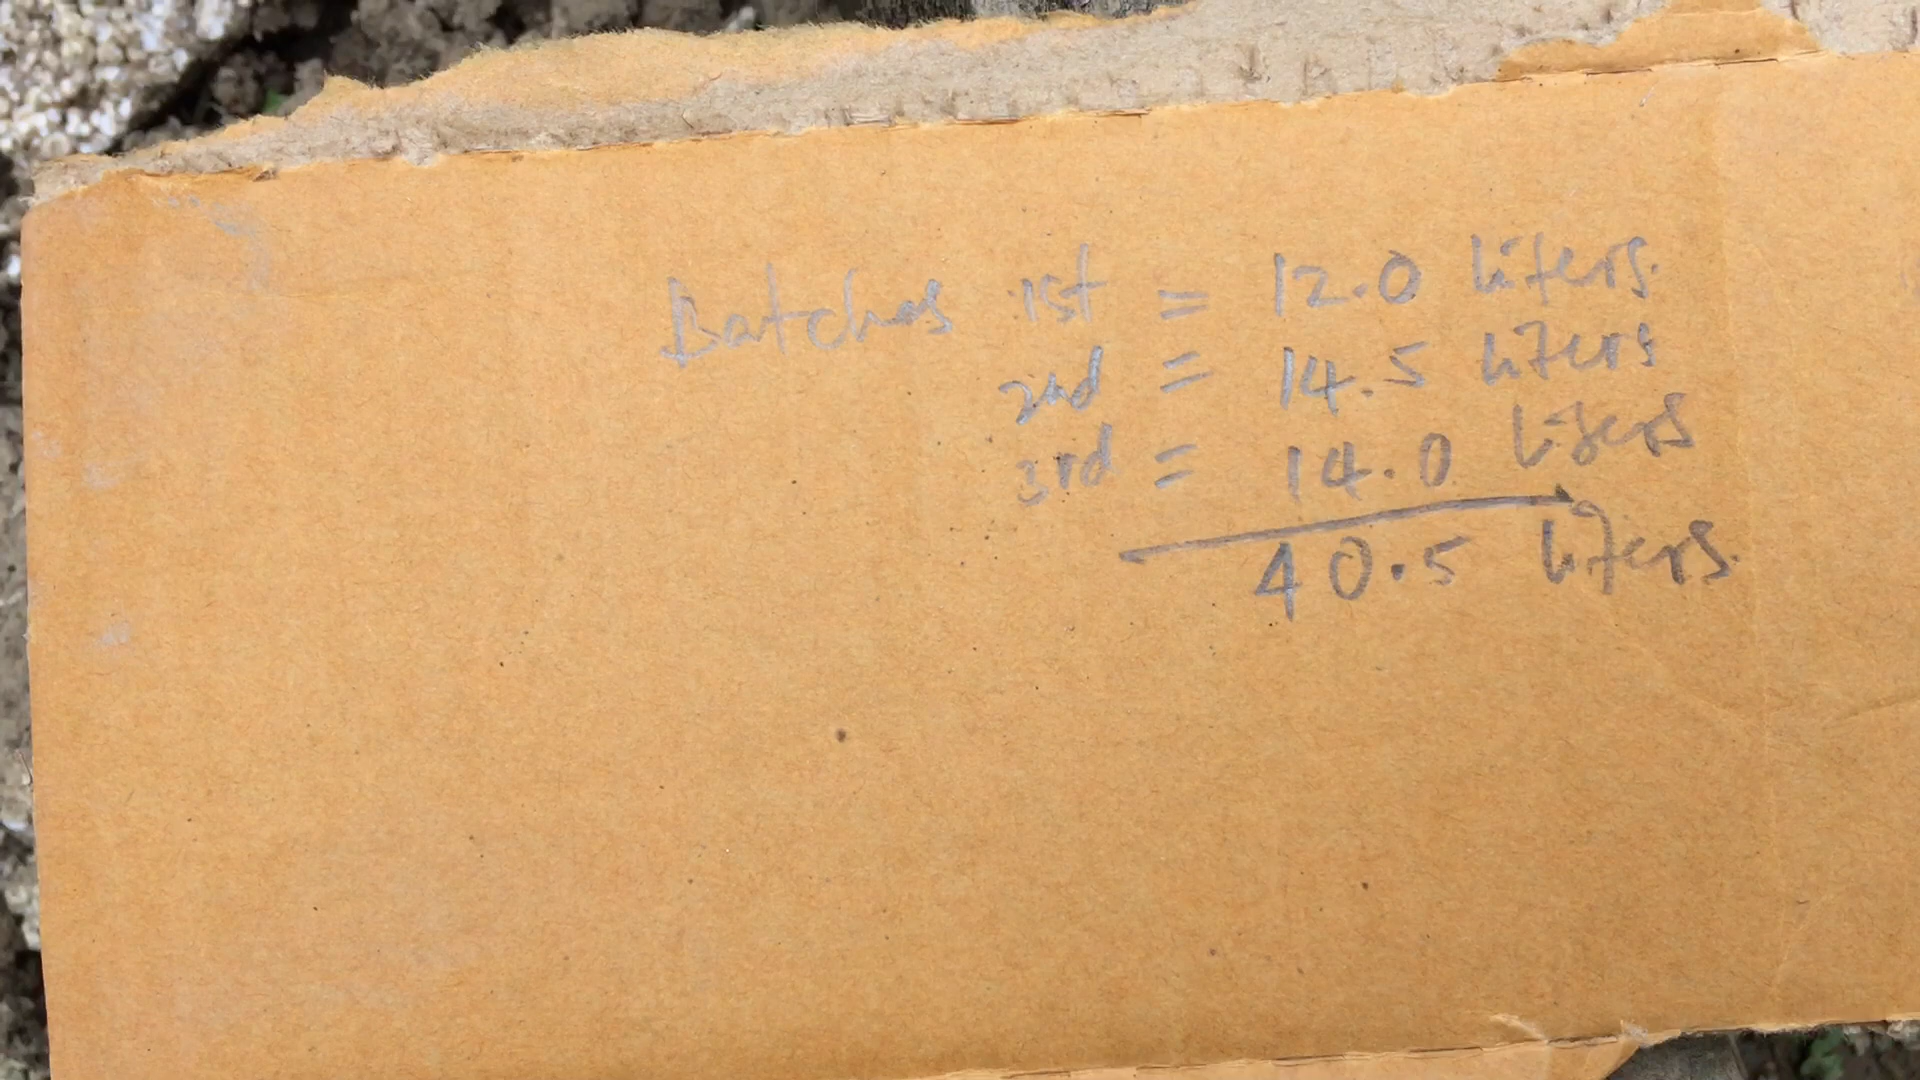 Batches 1st = 12.0 liters.
2nd = 14.5 liters
3rd = 14.0 liters
40.5 liters.